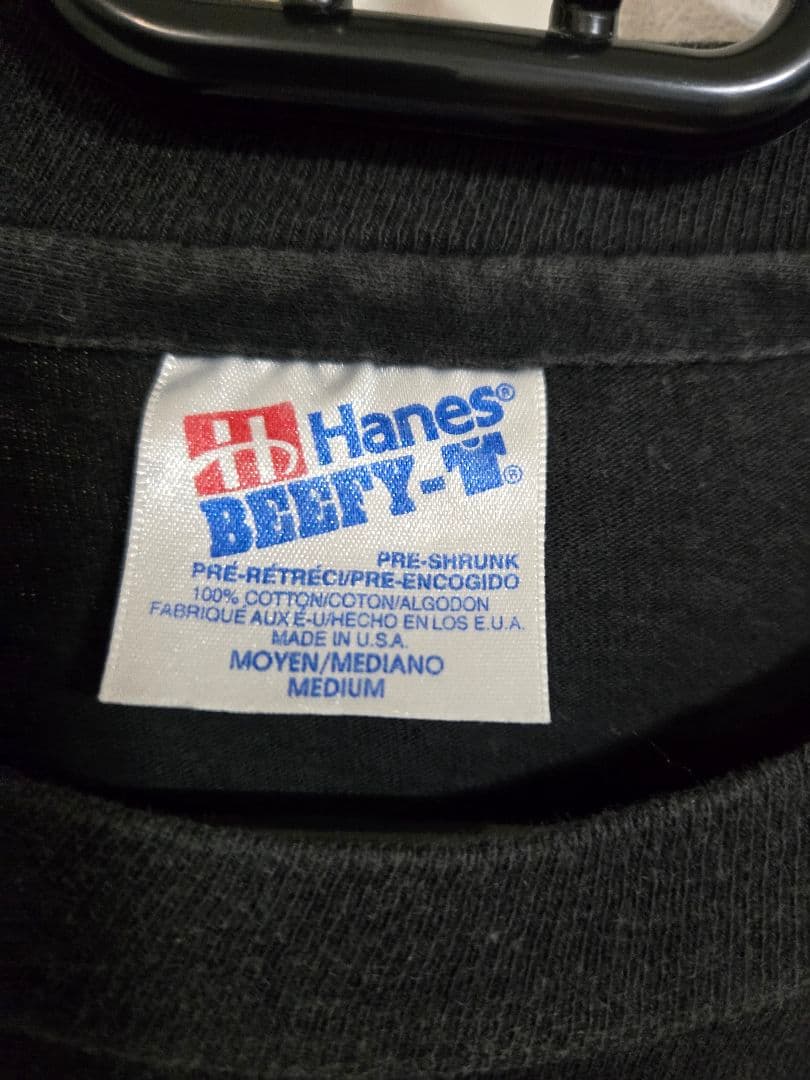 H Hanes®
BEEFY-T®
PRE-SHRUNK
PRÉ-RÉTRÉCI/PRE-ENCOGIDO
100% COTTON/COTON/ALGODON
FABRIQUÉ AUX É-U/HECHO EN LOS E.U.A.
MADE IN U.S.A.
MOYEN/MEDIANO
MEDIUM